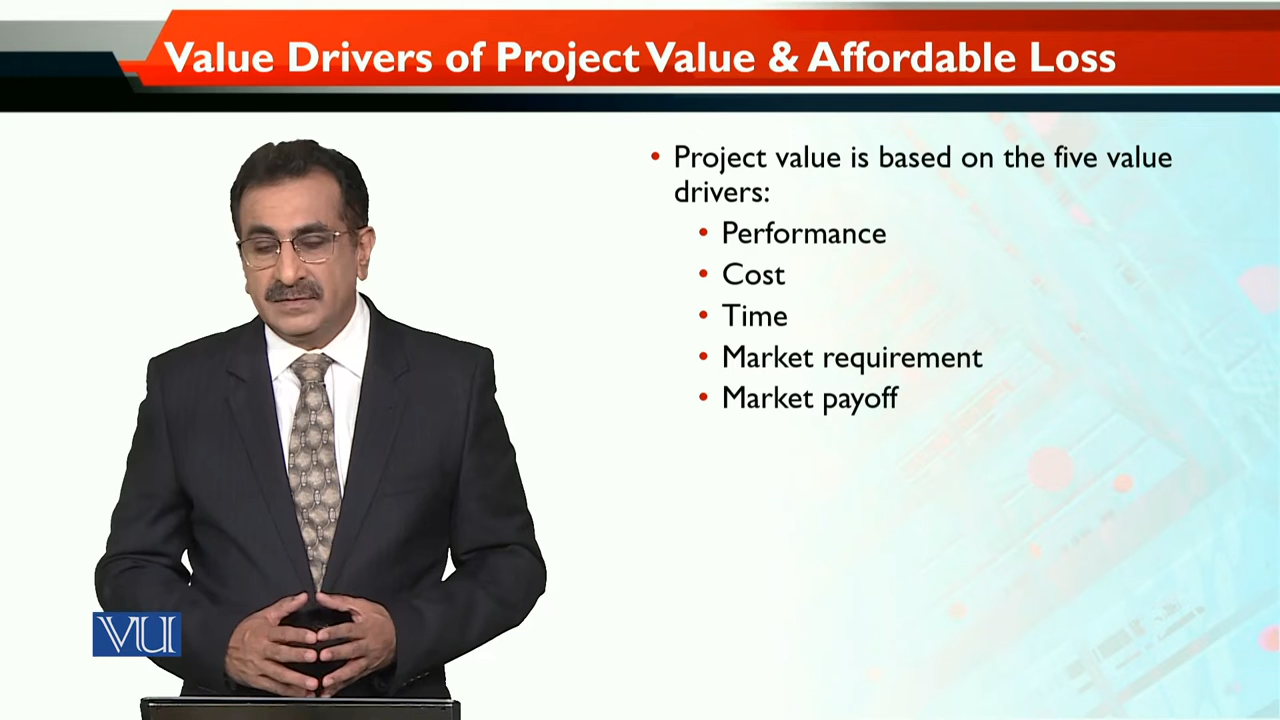 Value Drivers of Project Value & Affordable Loss
• Project value is based on the five value
drivers:
• Performance
• Cost
• Time
• Market requirement
• Market payoff
VU